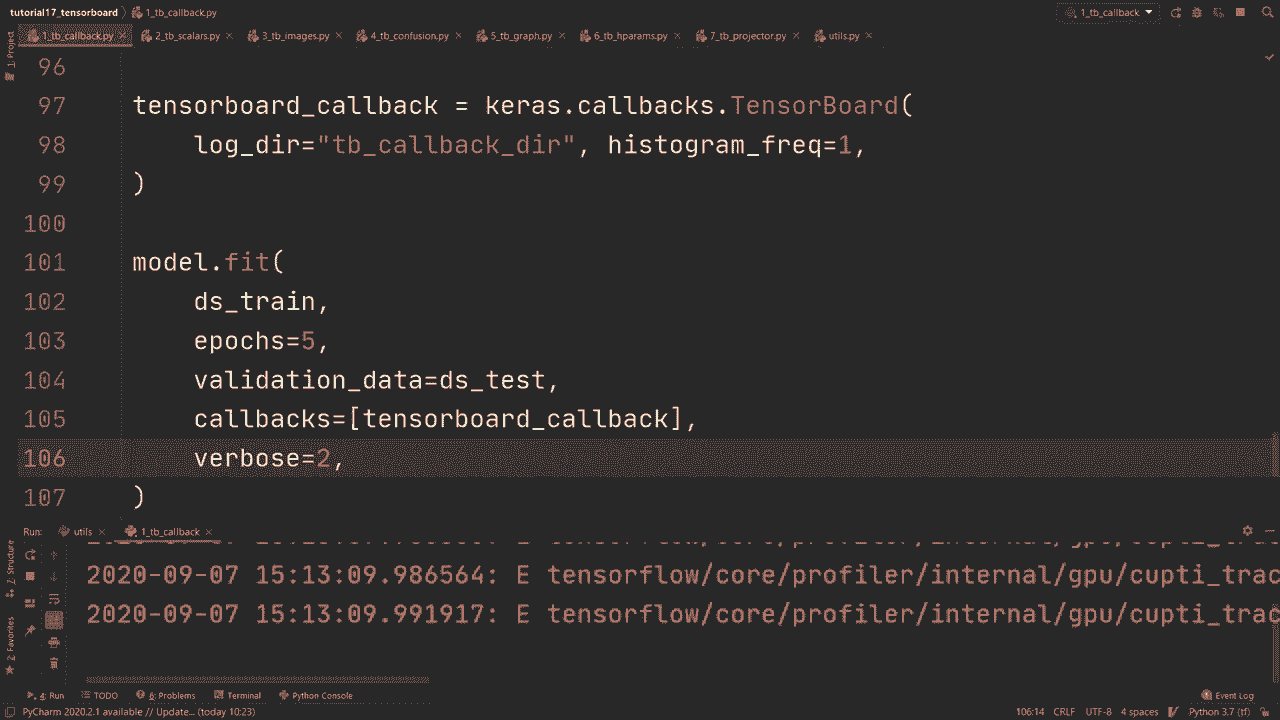 tutorial17_tensorboard 1_tb_callback.py 1_tb_callback
1_tb_callback.py 2_tb_scalars.py 3_tb_images.py 4_tb_confusion.py 5_tb_graph.py 6_tb_hparams.py 7_tb_projector.py utils.py
1: Project
96
97 tensorboard_callback = keras.callbacks.TensorBoard(
98 log_dir="tb_callback_dir", histogram_freq=1,
99 )
100
101 model.fit(
102 ds_train,
103 epochs=5,
104 validation_data=ds_test,
105 callbacks=[tensorboard_callback],
106 verbose=2,
107 )
Run: utils 1_tb_callback
7: Structure
2: Favorites
2020-09-07 15:13:09.986564: E tensorflow/core/profiler/internal/gpu/cupti_trac
2020-09-07 15:13:09.991917: E tensorflow/core/profiler/internal/gpu/cupti_trac
4: Run TODO 6: Problems Terminal Python Console Event Log
PyCharm 2020.2.1 available // Update... (today 10:23) 106:14 CRLF UTF-8 4 spaces Python 3.7 (tf)